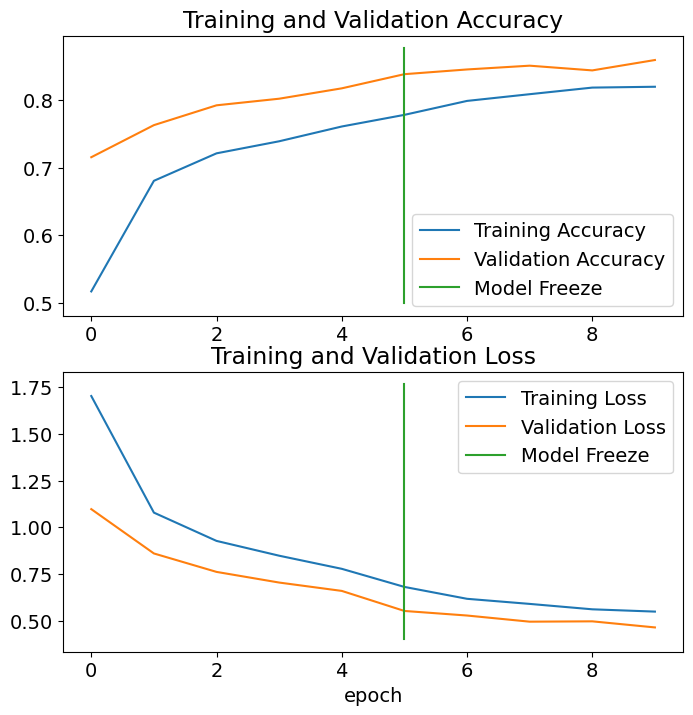 Training and Validation Accuracy
0.8
0.7
0.6
0.5
Training Accuracy
Validation Accuracy
Model Freeze
0 2 4 6 8
Training and Validation Loss
1.75
1.50
1.25
1.00
0.75
0.50
Training Loss
Validation Loss
Model Freeze
0 2 4 6 8
epoch